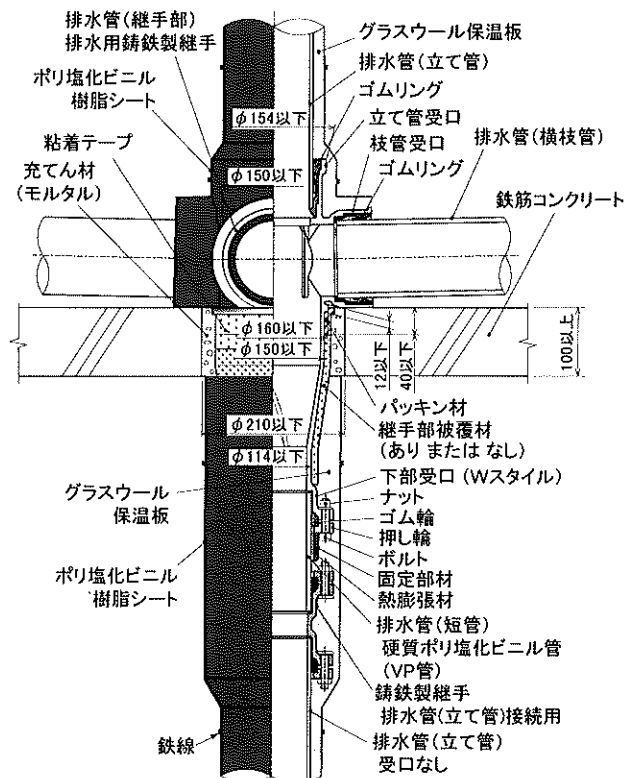 排水管(継手部)
排水用鋳鉄製継手
ポリ塩化ビニル
樹脂シート
粘着テープ
充てん材
(モルタル)
グラスウール保温板
排水管(立て管)
ゴムリング
立て管受口
枝管受口
ゴムリング
排水管(横枝管)
鉄筋コンクリート
φ154以下
φ150以下
φ160以下
φ150以下
12以下
40以下
100以上
φ210以下
φ114以下
パッキン材
継手部被覆材
(あり または なし)
下部受口(Wスタイル)
ナット
ゴム輪
押し輪
ボルト
固定部材
熱膨張材
排水管(短管)
硬質ポリ塩化ビニル管
(VP管)
鋳鉄製継手
排水管(立て管)接続用
排水管(立て管)
受口なし
グラスウール
保温板
ポリ塩化ビニル
樹脂シート
鉄線